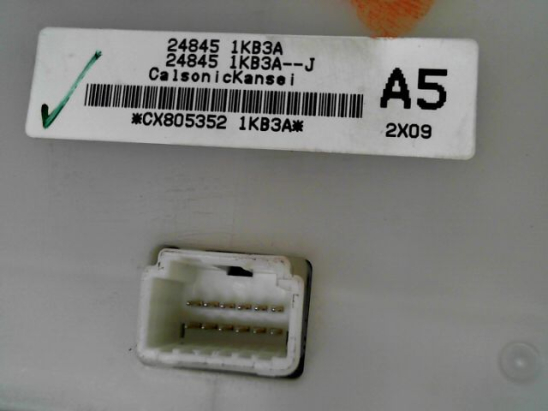 24845 1KB3A
24845 1KB3A--J
CalsonicKansei
*CX805352 1KB3A*
A5
2X09